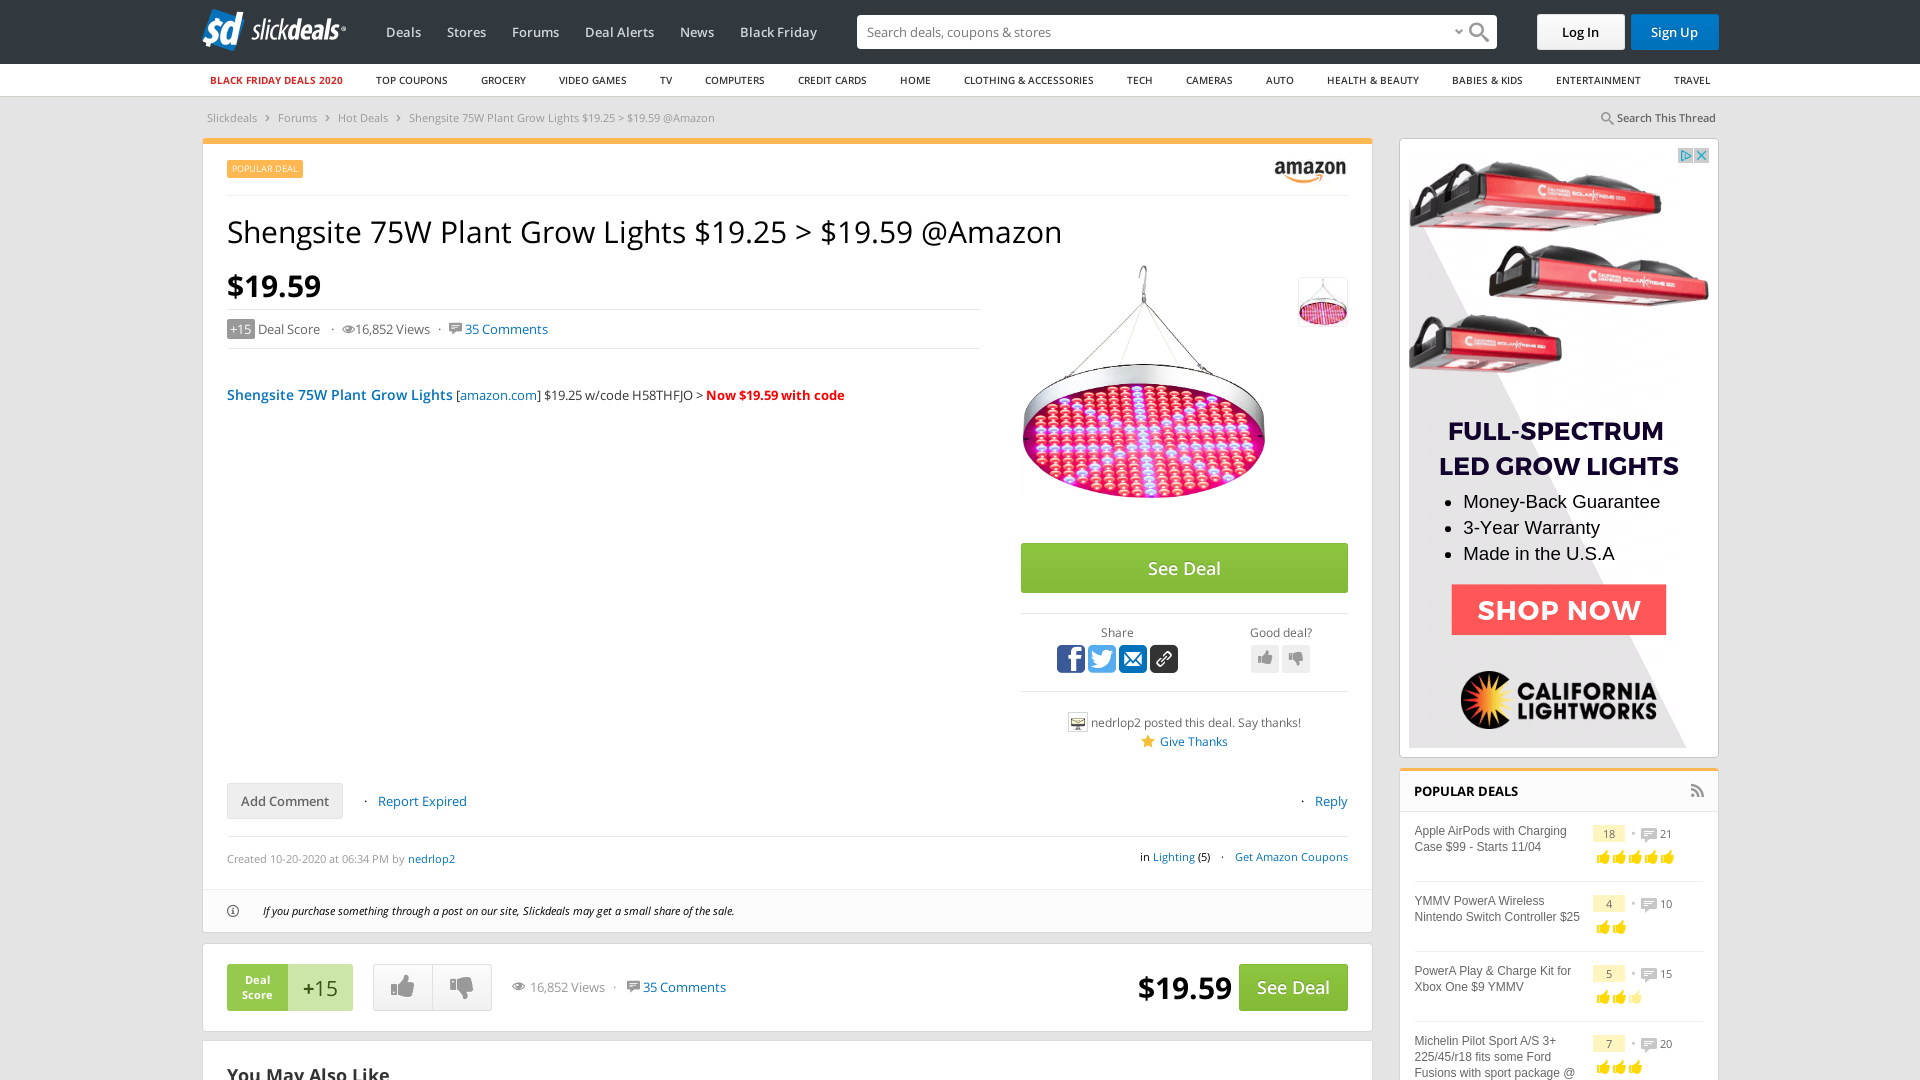 slickdeals
Deals Stores Forums Deal Alerts News Black Friday
Search deals, coupons & stores
Log In
Sign Up
BLACK FRIDAY DEALS 2020 TOP COUPONS GROCERY VIDEO GAMES TV COMPUTERS CREDIT CARDS HOME CLOTHING & ACCESSORIES TECH CAMERAS AUTO HEALTH & BEAUTY BABIES & KIDS ENTERTAINMENT TRAVEL
Slickdeals > Forums > Hot Deals > Shengsite 75W Plant Grow Lights $19.25 > $19.59 @Amazon
Search This Thread
POPULAR DEAL
amazon
Shengsite 75W Plant Grow Lights $19.25 > $19.59 @Amazon
$19.59
+15 Deal Score · 16,852 Views · 35 Comments
Shengsite 75W Plant Grow Lights [amazon.com] $19.25 w/code H58THFJO > Now $19.59 with code
See Deal
Share
Good deal?
nedrlop2 posted this deal. Say thanks!
Give Thanks
Add Comment · Report Expired
· Reply
Created 10-20-2020 at 06:34 PM by nedrlop2
in Lighting (5) · Get Amazon Coupons
If you purchase something through a post on our site, Slickdeals may get a small share of the sale.
Deal
Score
+15
16,852 Views · 35 Comments
$19.59
See Deal
You May Also Like
FULL-SPECTRUM
LED GROW LIGHTS
• Money-Back Guarantee
• 3-Year Warranty
• Made in the U.S.A
SHOP NOW
CALIFORNIA
LIGHTWORKS
POPULAR DEALS
Apple AirPods with Charging
Case $99 - Starts 11/04
18 • 21
YMMV PowerA Wireless
Nintendo Switch Controller $25
4 • 10
PowerA Play & Charge Kit for
Xbox One $9 YMMV
5 • 15
Michelin Pilot Sport A/S 3+
225/45/r18 fits some Ford
Fusions with sport package @
7 • 20